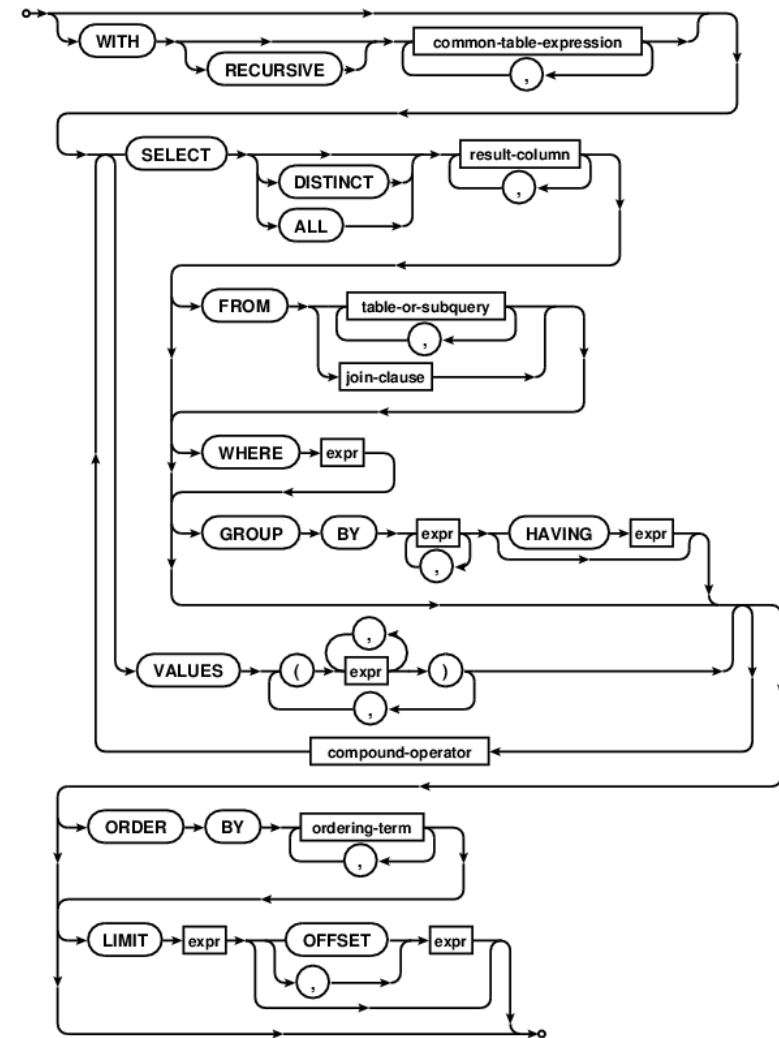 WITH RECURSIVE common-table-expression
,
SELECT DISTINCT ALL result-column
,
FROM table-or-subquery
,
join-clause
WHERE expr
GROUP BY expr HAVING expr
,
,
VALUES ( expr )
,
compound-operator
ORDER BY ordering-term
,
LIMIT expr OFFSET expr
,